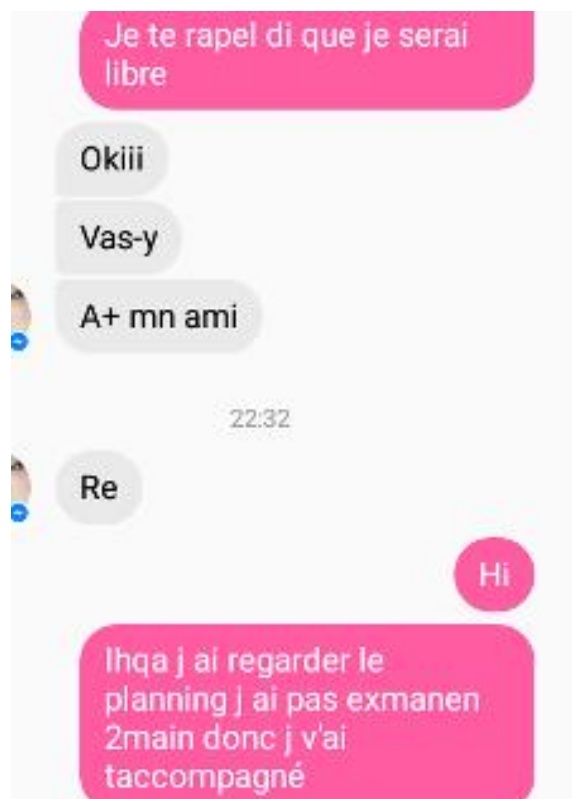 Je te rapel di que je serai
libre
Okiii
Vas-y
A+ mn ami
22:32
Re
Hi
Ihqa j ai regarder le
planning j ai pas exmanen
2main donc j v'ai
taccompagné